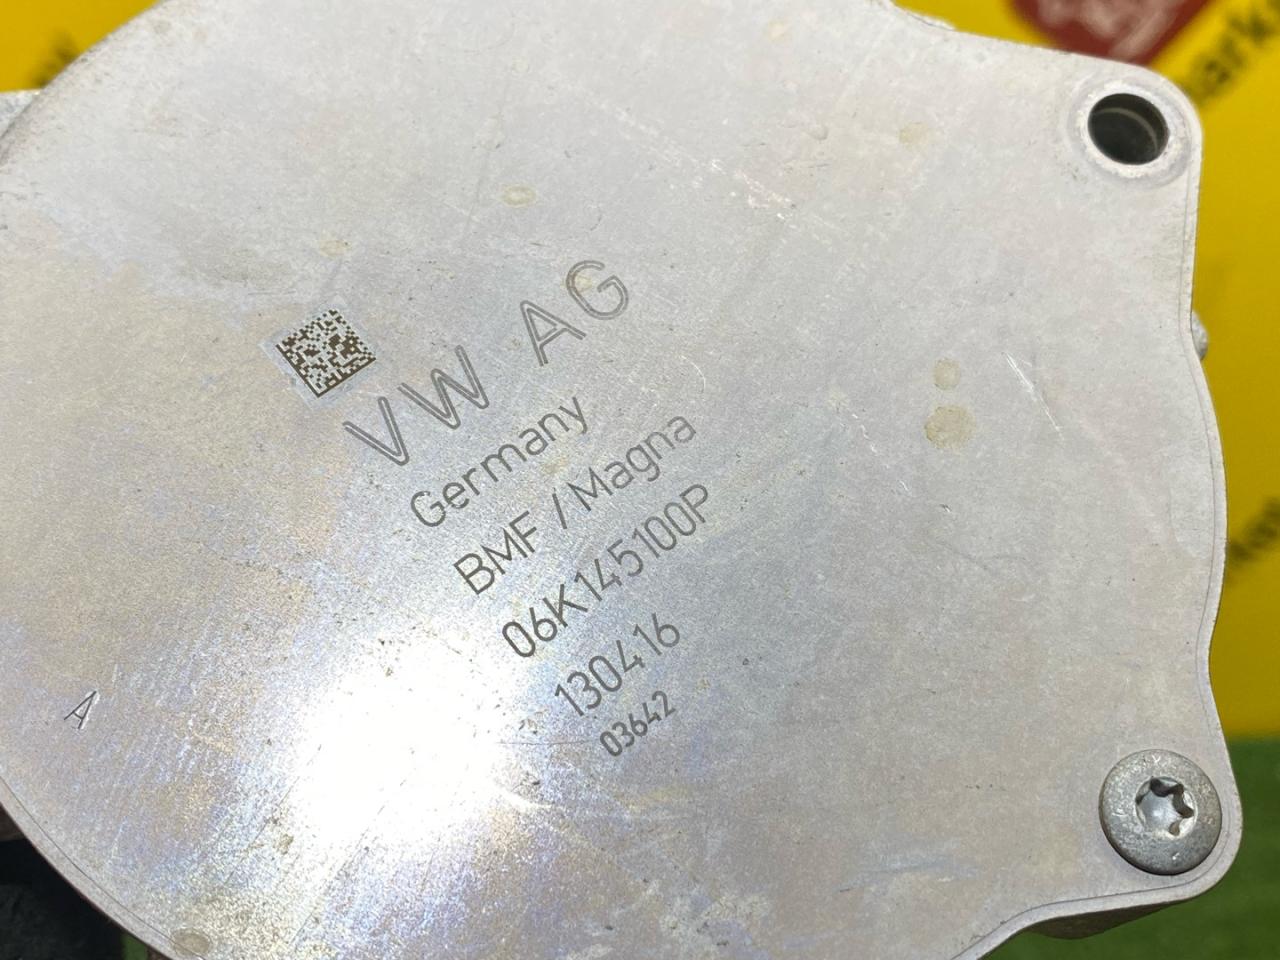 VW AG
Germany
BMF / Magna
06K145100P
130416
03642
A